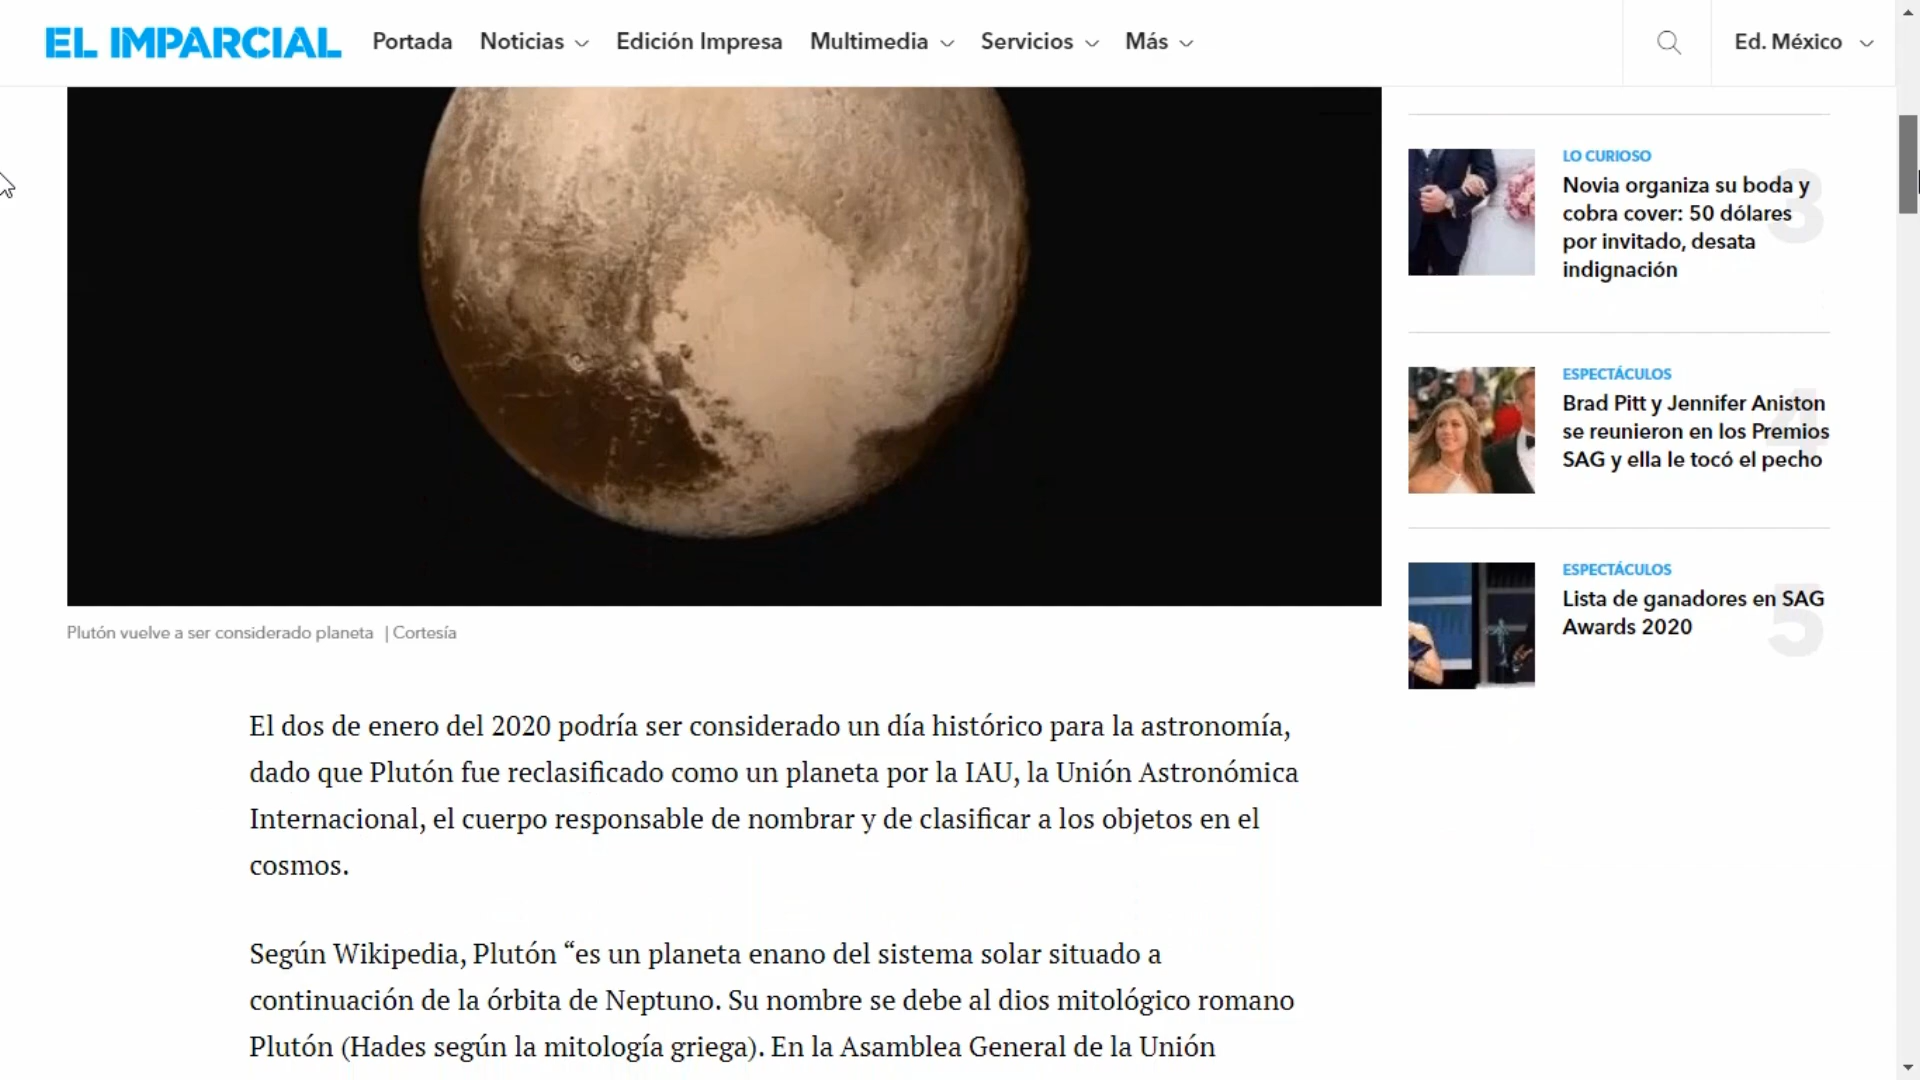 EL IMPARCIAL
Portada
Noticias
Edición Impresa
Multimedia
Servicios
Más
Ed. México
Plutón vuelve a ser considerado planeta | Cortesía
El dos de enero del 2020 podría ser considerado un día histórico para la astronomía,
dado que Plutón fue reclasificado como un planeta por la IAU, la Unión Astronómica
Internacional, el cuerpo responsable de nombrar y de clasificar a los objetos en el
cosmos.
Según Wikipedia, Plutón “es un planeta enano del sistema solar situado a
continuación de la órbita de Neptuno. Su nombre se debe al dios mitológico romano
Plutón (Hades según la mitología griega). En la Asamblea General de la Unión
LO CURIOSO
Novia organiza su boda y
cobra cover: 50 dólares
por invitado, desata
indignación
3
ESPECTÁCULOS
Brad Pitt y Jennifer Aniston
se reunieron en los Premios
SAG y ella le tocó el pecho
4
ESPECTÁCULOS
Lista de ganadores en SAG
Awards 2020
5